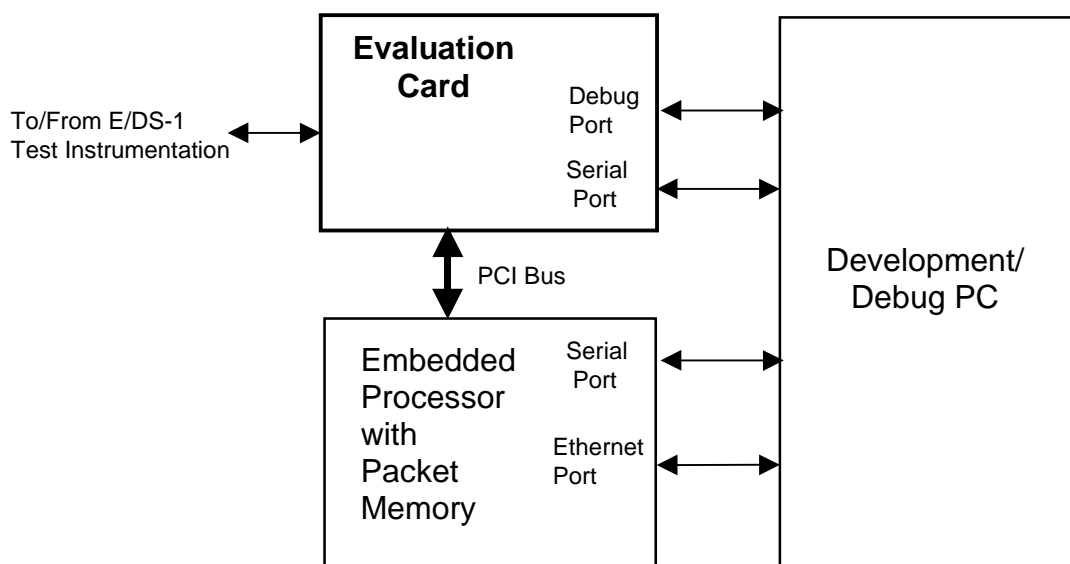 Evaluation
Card
Debug
Port
To/From E/DS-1
Test Instrumentation
Serial
Port
PCI Bus
Development/
Debug PC
Embedded
Processor
with
Packet
Memory
Serial
Port
Ethernet
Port